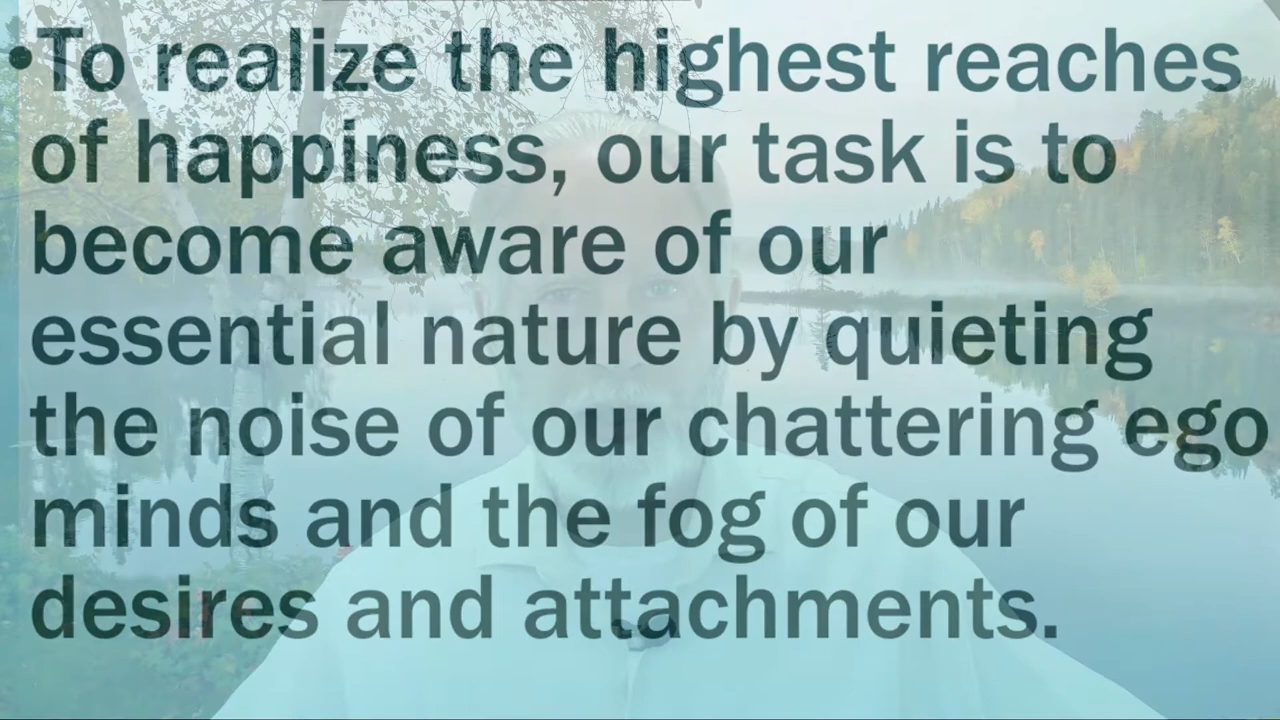 •To realize the highest reaches
of happiness, our task is to
become aware of our
essential nature by quieting
the noise of our chattering ego
minds and the fog of our
desires and attachments.